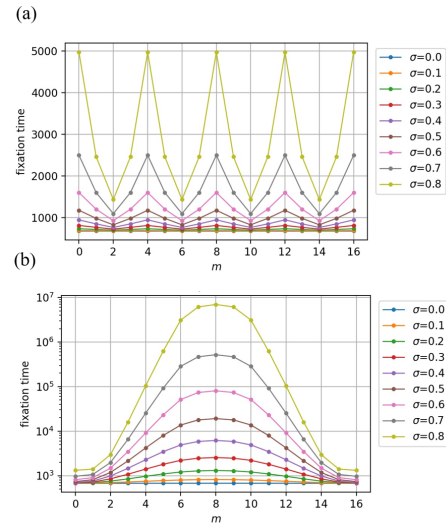 (a)
5000
4000
3000
2000
1000
fixation time
0 2 4 6 8 10 12 14 16
m
σ=0.0
σ=0.1
σ=0.2
σ=0.3
σ=0.4
σ=0.5
σ=0.6
σ=0.7
σ=0.8
(b)
10⁷
10⁶
10⁵
10⁴
10³
fixation time
0 2 4 6 8 10 12 14 16
m
σ=0.0
σ=0.1
σ=0.2
σ=0.3
σ=0.4
σ=0.5
σ=0.6
σ=0.7
σ=0.8